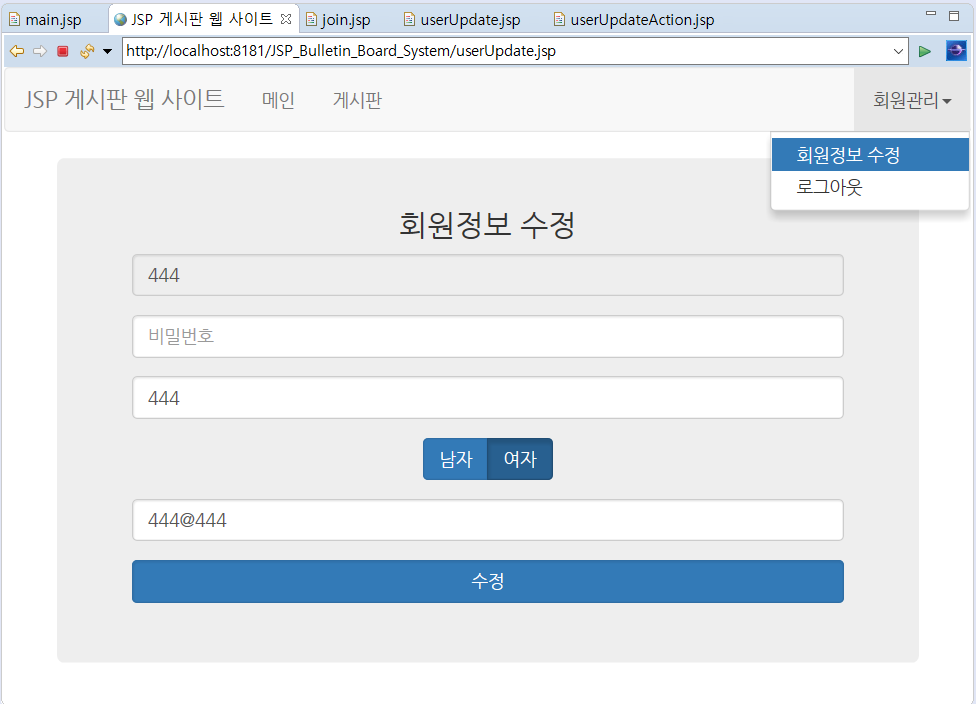 main.jsp JSP 게시판 웹 사이트 join.jsp userUpdate.jsp userUpdateAction.jsp
http://localhost:8181/JSP_Bulletin_Board_System/userUpdate.jsp
JSP 게시판 웹 사이트 메인 게시판 회원관리
회원정보 수정
로그아웃
회원정보 수정
444
비밀번호
444
남자 여자
444@444
수정